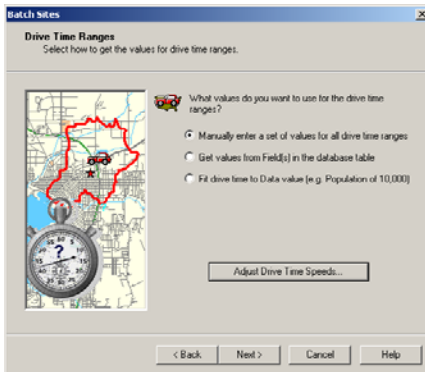 Batch Sites
Drive Time Ranges
Select how to get the values for drive time ranges.
What values do you want to use for the drive time
ranges?
Manually enter a set of values for all drive time ranges
Get values from Field(s) in the database table
Fit drive time to Data value (e.g. Population of 10,000)
?
Adjust Drive Time Speeds...
< Back
Next >
Cancel
Help